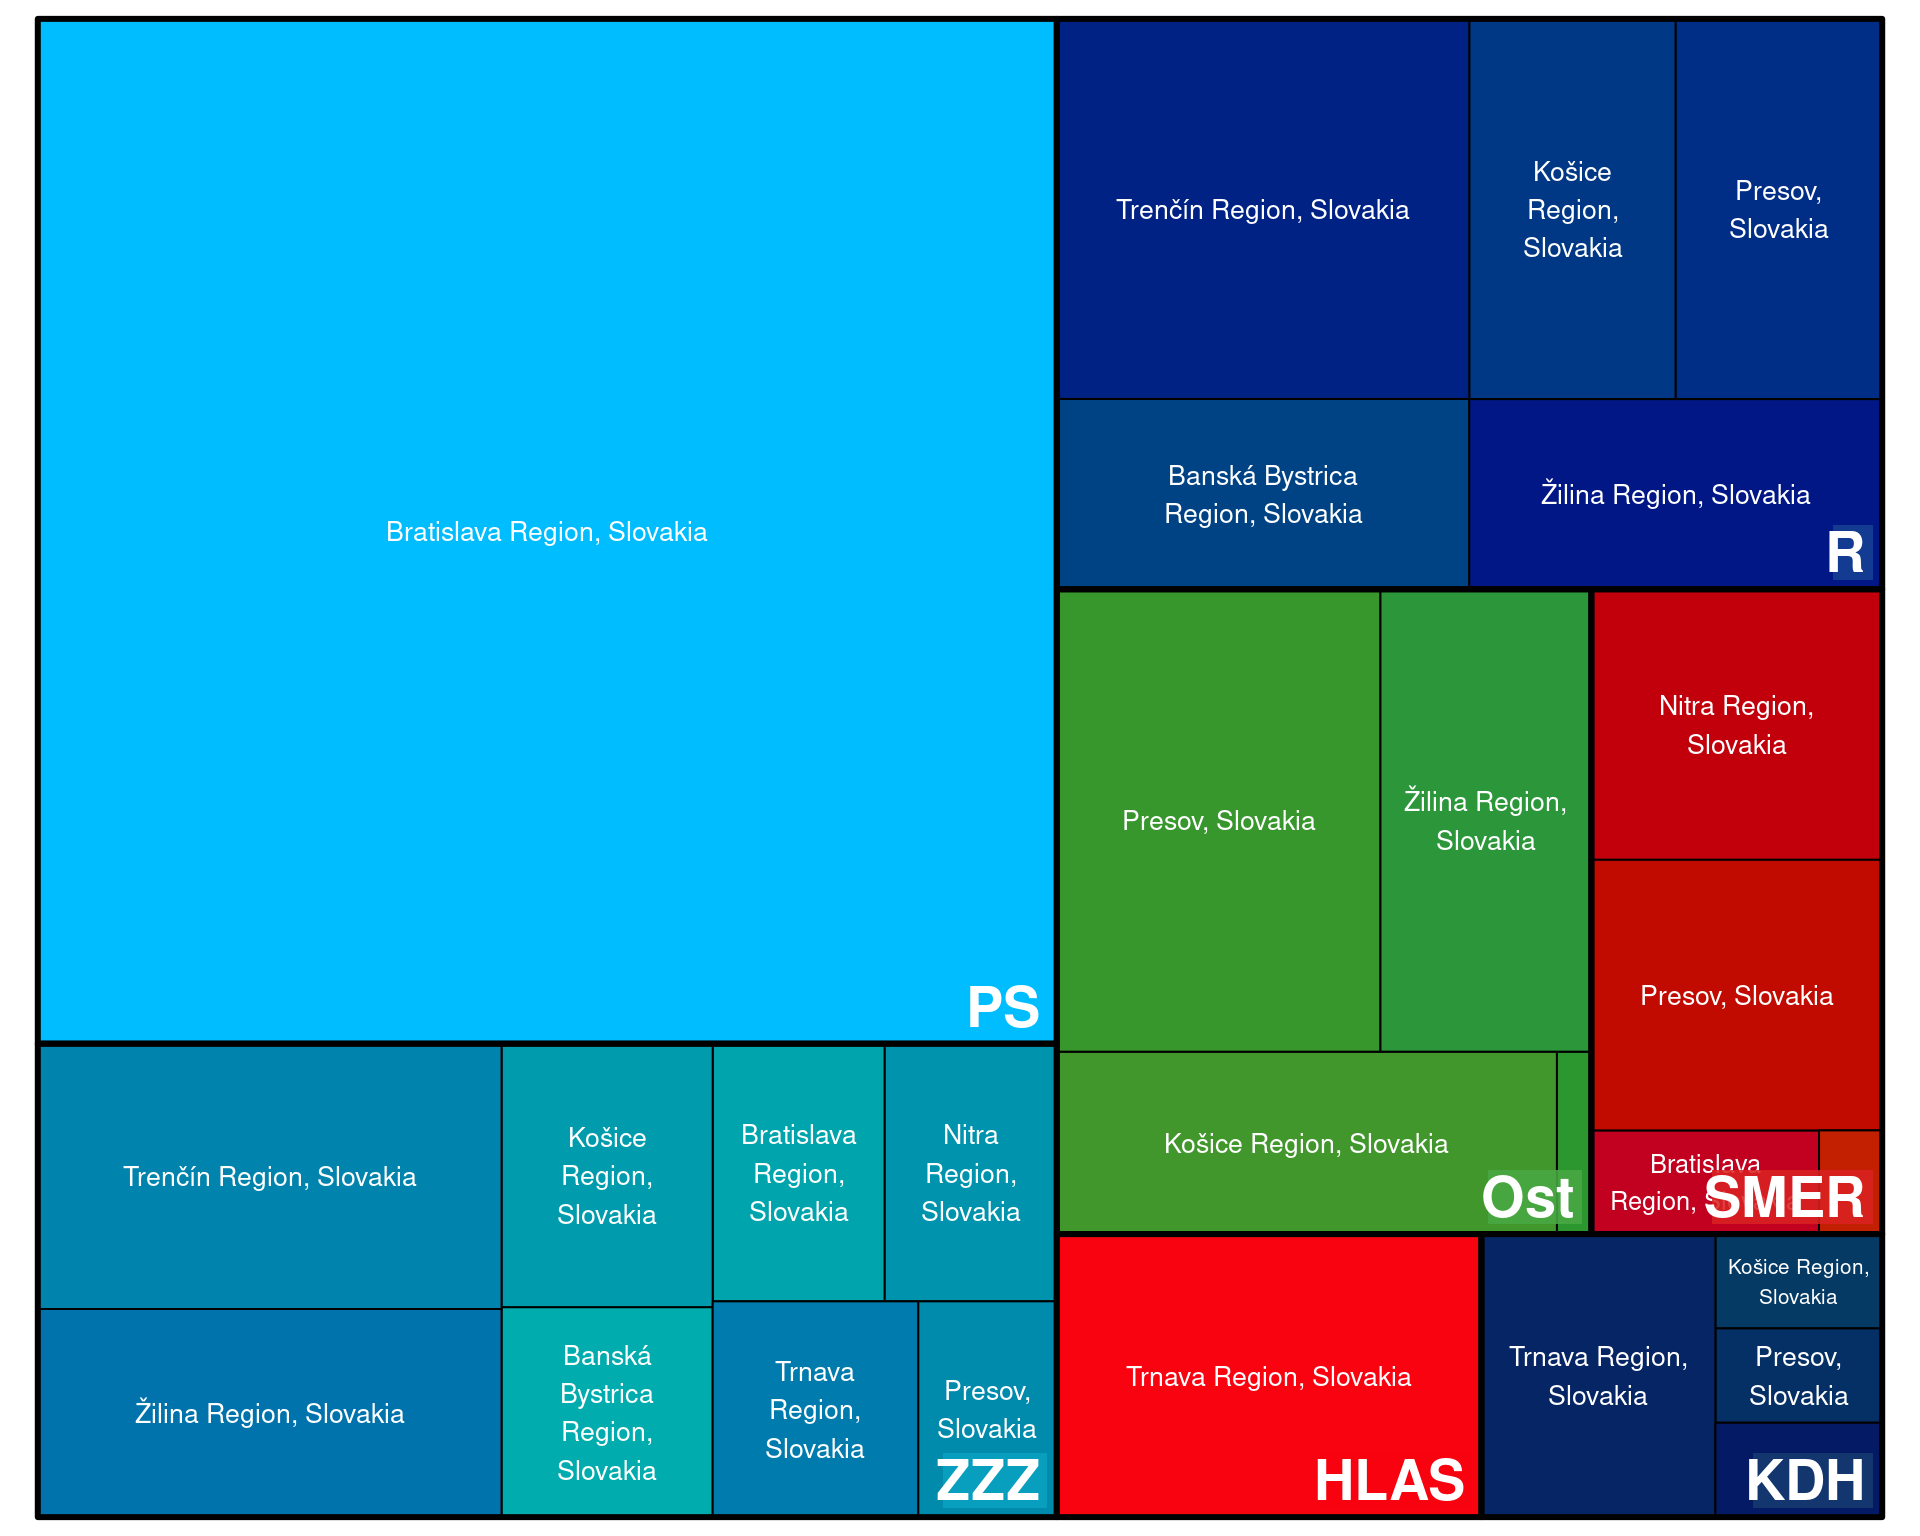 Bratislava Region, Slovakia
PS
Trenčín Region, Slovakia
Košice
Region,
Slovakia
Presov,
Slovakia
Banská Bystrica
Region, Slovakia
Žilina Region, Slovakia
R
Presov, Slovakia
Žilina Region,
Slovakia
Košice Region, Slovakia
Ost
Nitra Region,
Slovakia
Presov, Slovakia
Bratislava
Region,
SMER
Trenčín Region, Slovakia
Košice
Region,
Slovakia
Bratislava
Region,
Slovakia
Nitra
Region,
Slovakia
Žilina Region, Slovakia
Banská
Bystrica
Region,
Slovakia
Trnava
Region,
Slovakia
Presov,
Slovakia
ZZZ
Trnava Region, Slovakia
HLAS
Trnava Region,
Slovakia
Košice Region,
Slovakia
Presov,
Slovakia
KDH